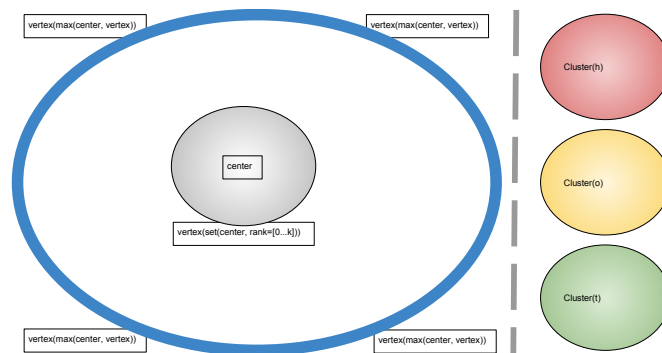 vertex(max(center, vertex))
vertex(max(center, vertex))
center
vertex(set(center, rank=[0...k]))
vertex(max(center, vertex))
vertex(max(center, vertex))
Cluster(h)
Cluster(o)
Cluster(t)